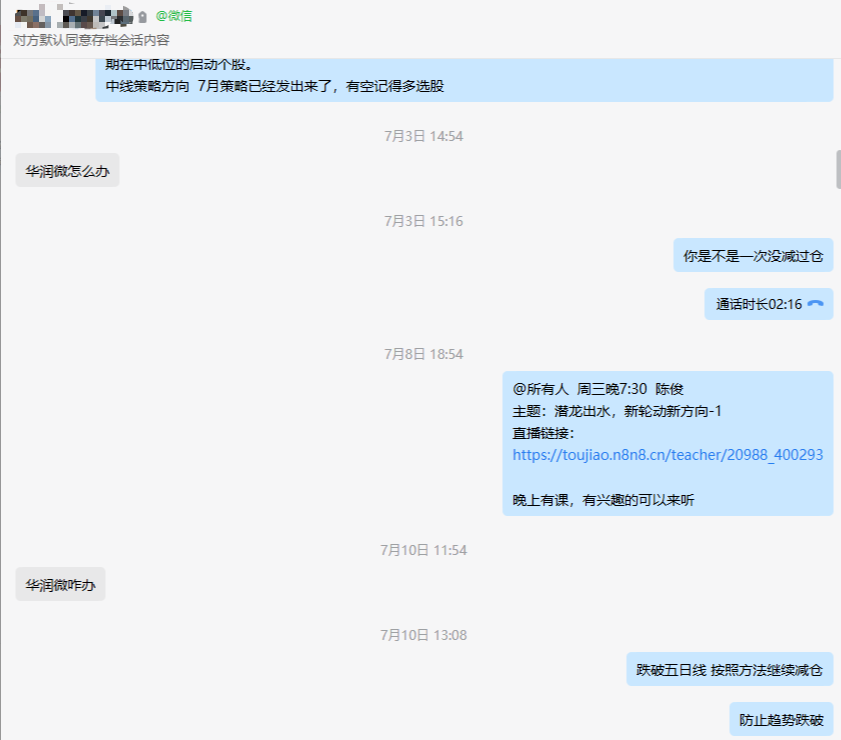 @微信
对方默认同意存档会话内容
期在中低位的启动个股。
中线策略方向 7月策略已经发出来了，有空记得多选股
7月3日 14:54
华润微怎么办
7月3日 15:16
你是不是一次没减过仓
通话时长02:16
7月8日 18:54
@所有人 周三晚7:30 陈俊
主题：潜龙出水，新轮动新方向-1
直播链接：
https://toujiao.n8n8.cn/teacher/20988_400293
晚上有课，有兴趣的可以来听
7月10日 11:54
华润微咋办
7月10日 13:08
跌破五日线 按照方法继续减仓
防止趋势跌破